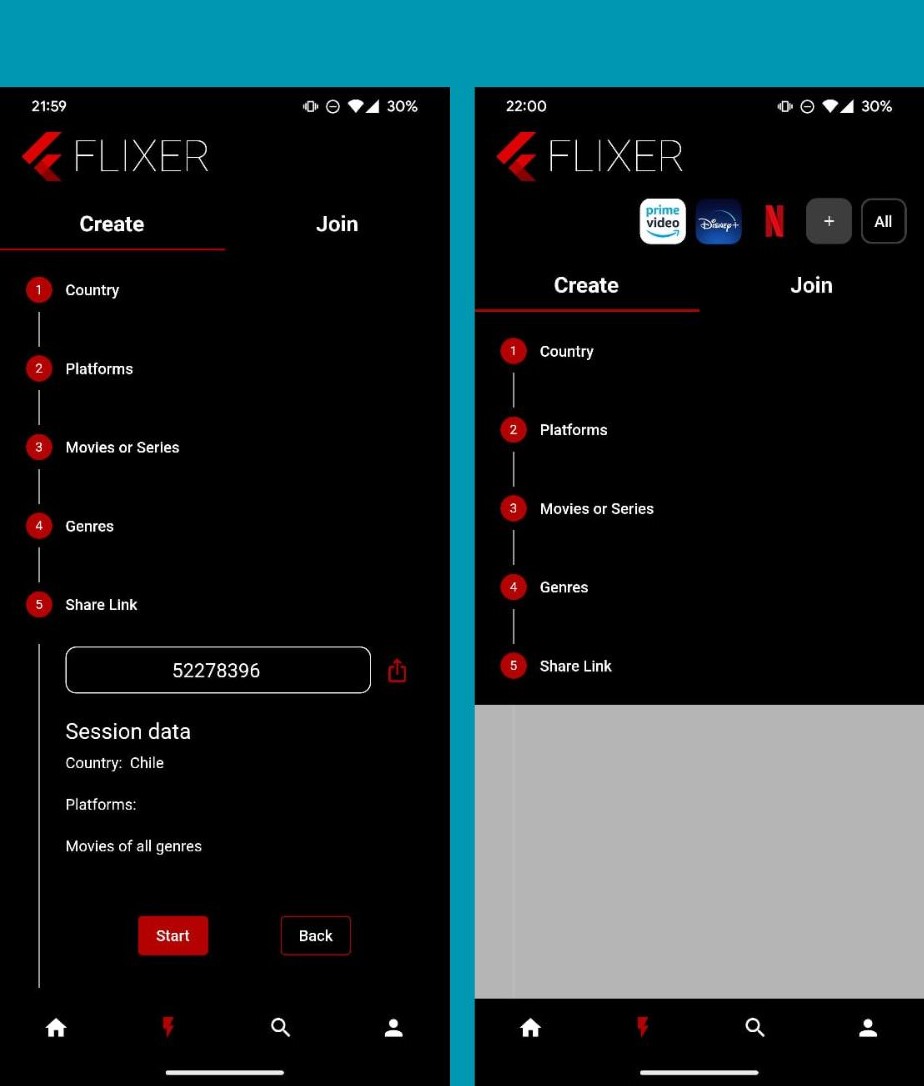 21:59
30%
FLIXER
Create
Join
1 Country
2 Platforms
3 Movies or Series
4 Genres
5 Share Link
52278396
Session data
Country: Chile
Platforms:
Movies of all genres
Start
Back
22:00
30%
FLIXER
prime
video
Disney+
N
+
All
Create
Join
1 Country
2 Platforms
3 Movies or Series
4 Genres
5 Share Link